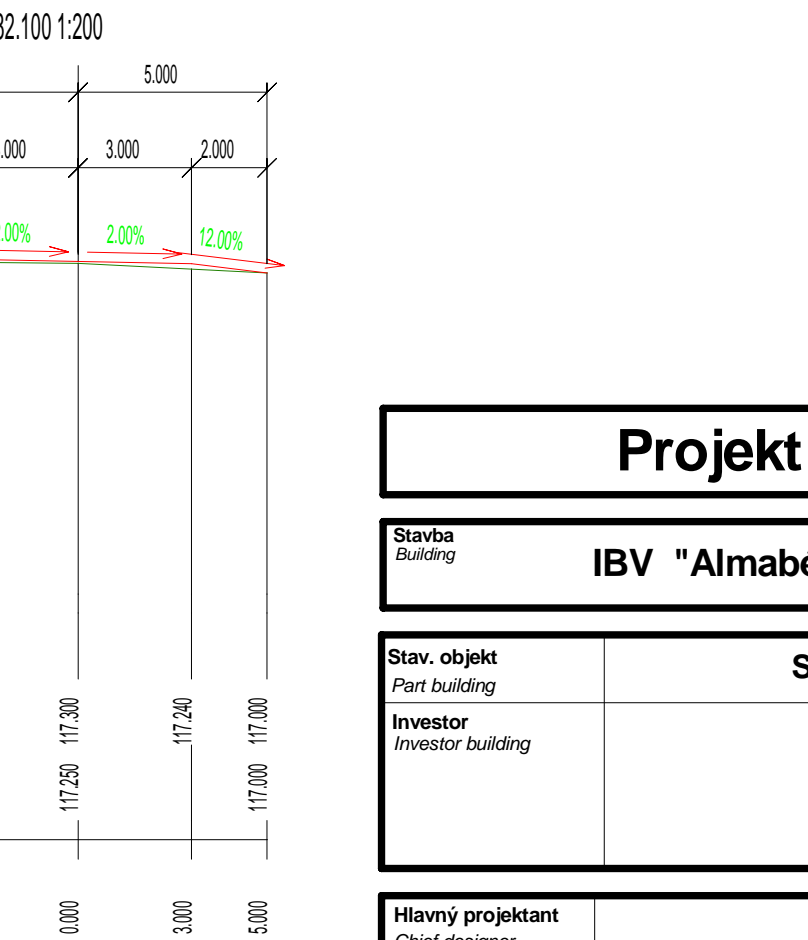 32.100 1:200
5.000
.000 3.000 2.000
.00% 2.00% 12.00%
117.300 117.240 117.000
117.250 117.000
0.000 3.000 5.000
Projekt
Stavba
Building
IBV "Almabé
Stav. objekt
Part building
S
Investor
Investor building
Hlavný projektant
Chief designer